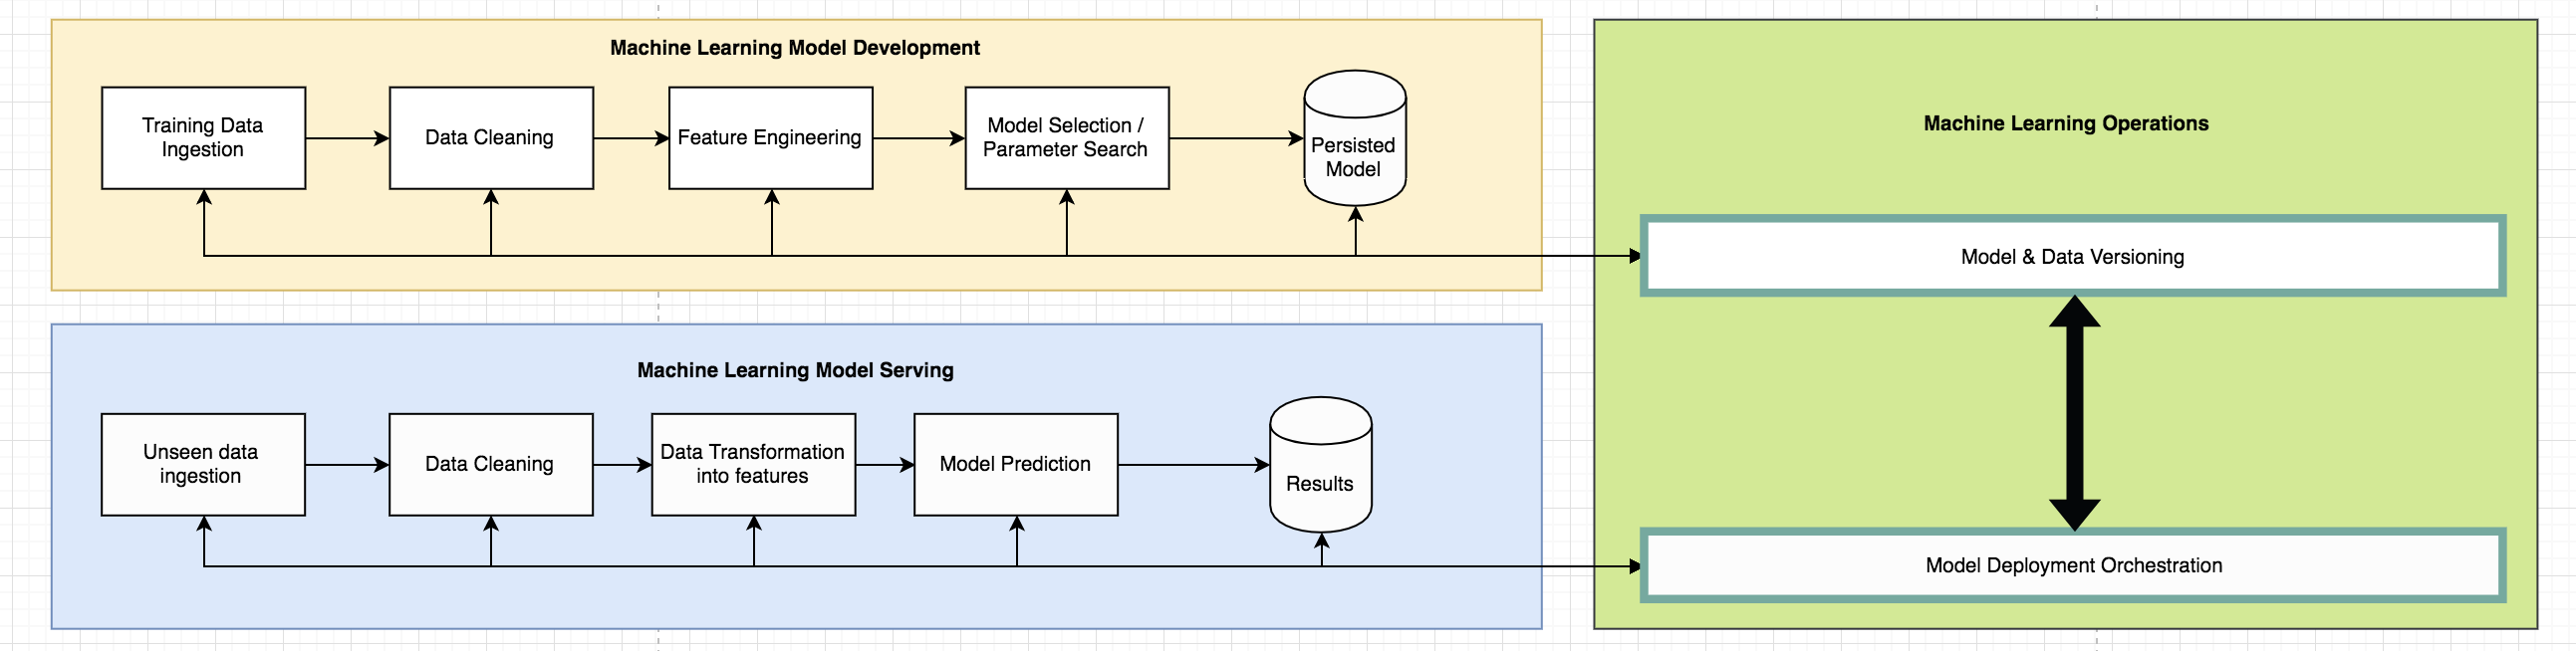 Machine Learning Model Development
Training Data
Ingestion
Data Cleaning
Feature Engineering
Model Selection /
Parameter Search
Persisted
Model
Machine Learning Model Serving
Unseen data
ingestion
Data Cleaning
Data Transformation
into features
Model Prediction
Results
Machine Learning Operations
Model & Data Versioning
Model Deployment Orchestration